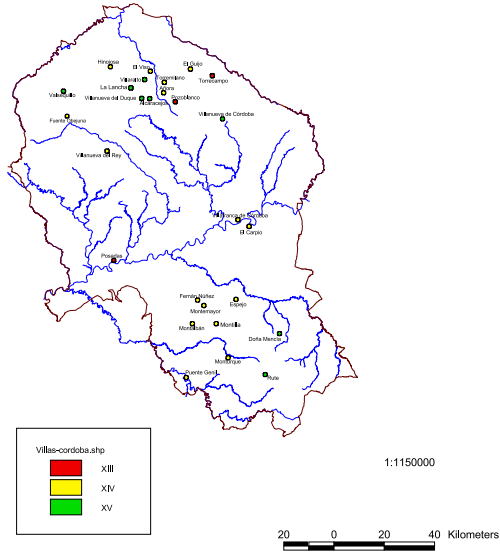 Hinojosa
El Viso
El Guijo
Villaralto
Torremilano
Torrecampo
La Lancha
Añora
Valsequillo
Villanueva del Duque
Alcaracejos
Pozoblanco
Fuente Obejuna
Villanueva de Córdoba
Villanueva del Rey
Villafranca de Córdoba
El Carpio
Posadas
Fernán Núñez
Espejo
Montemayor
Montalbán
Montilla
Doña Mencía
Monturque
Puente Genil
Rute
Villas-cordoba.shp
XIII
XIV
XV
1:1150000
20 0 20 40 Kilometers